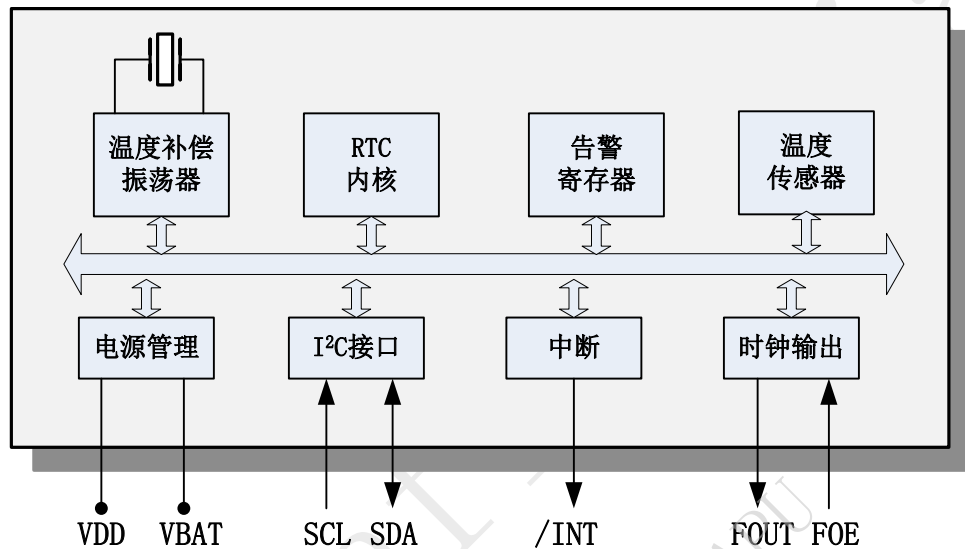 温度补偿
振荡器
RTC
内核
告警
寄存器
温度
传感器
电源管理
I²C接口
中断
时钟输出
VDD VBAT SCL SDA /INT FOUT FOE